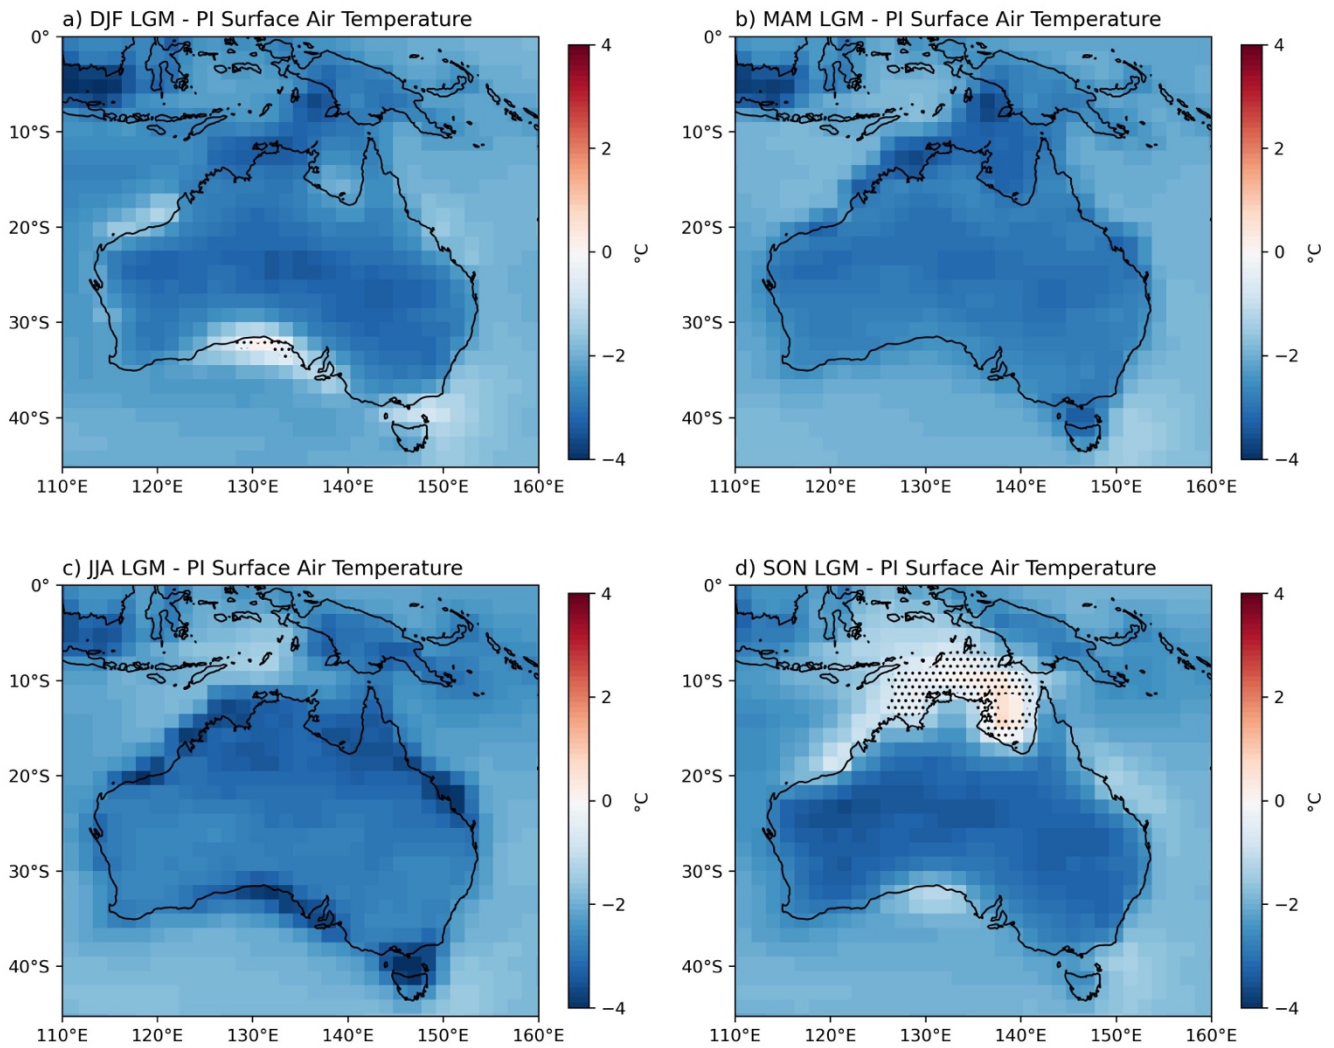 a) DJF LGM - PI Surface Air Temperature
0°
10°S
20°S
30°S
40°S
110°E 120°E 130°E 140°E 150°E 160°E
4
2
0
−2
−4
°C
b) MAM LGM - PI Surface Air Temperature
0°
10°S
20°S
30°S
40°S
110°E 120°E 130°E 140°E 150°E 160°E
4
2
0
−2
−4
°C
c) JJA LGM - PI Surface Air Temperature
0°
10°S
20°S
30°S
40°S
110°E 120°E 130°E 140°E 150°E 160°E
4
2
0
−2
−4
°C
d) SON LGM - PI Surface Air Temperature
0°
10°S
20°S
30°S
40°S
110°E 120°E 130°E 140°E 150°E 160°E
4
2
0
−2
−4
°C